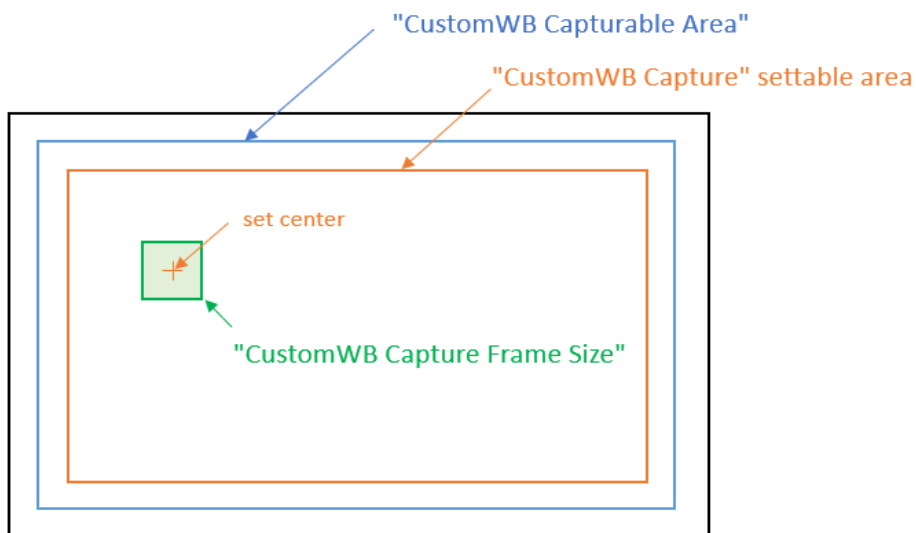 "CustomWB Capturable Area"
"CustomWB Capture" settable area
set center
"CustomWB Capture Frame Size"